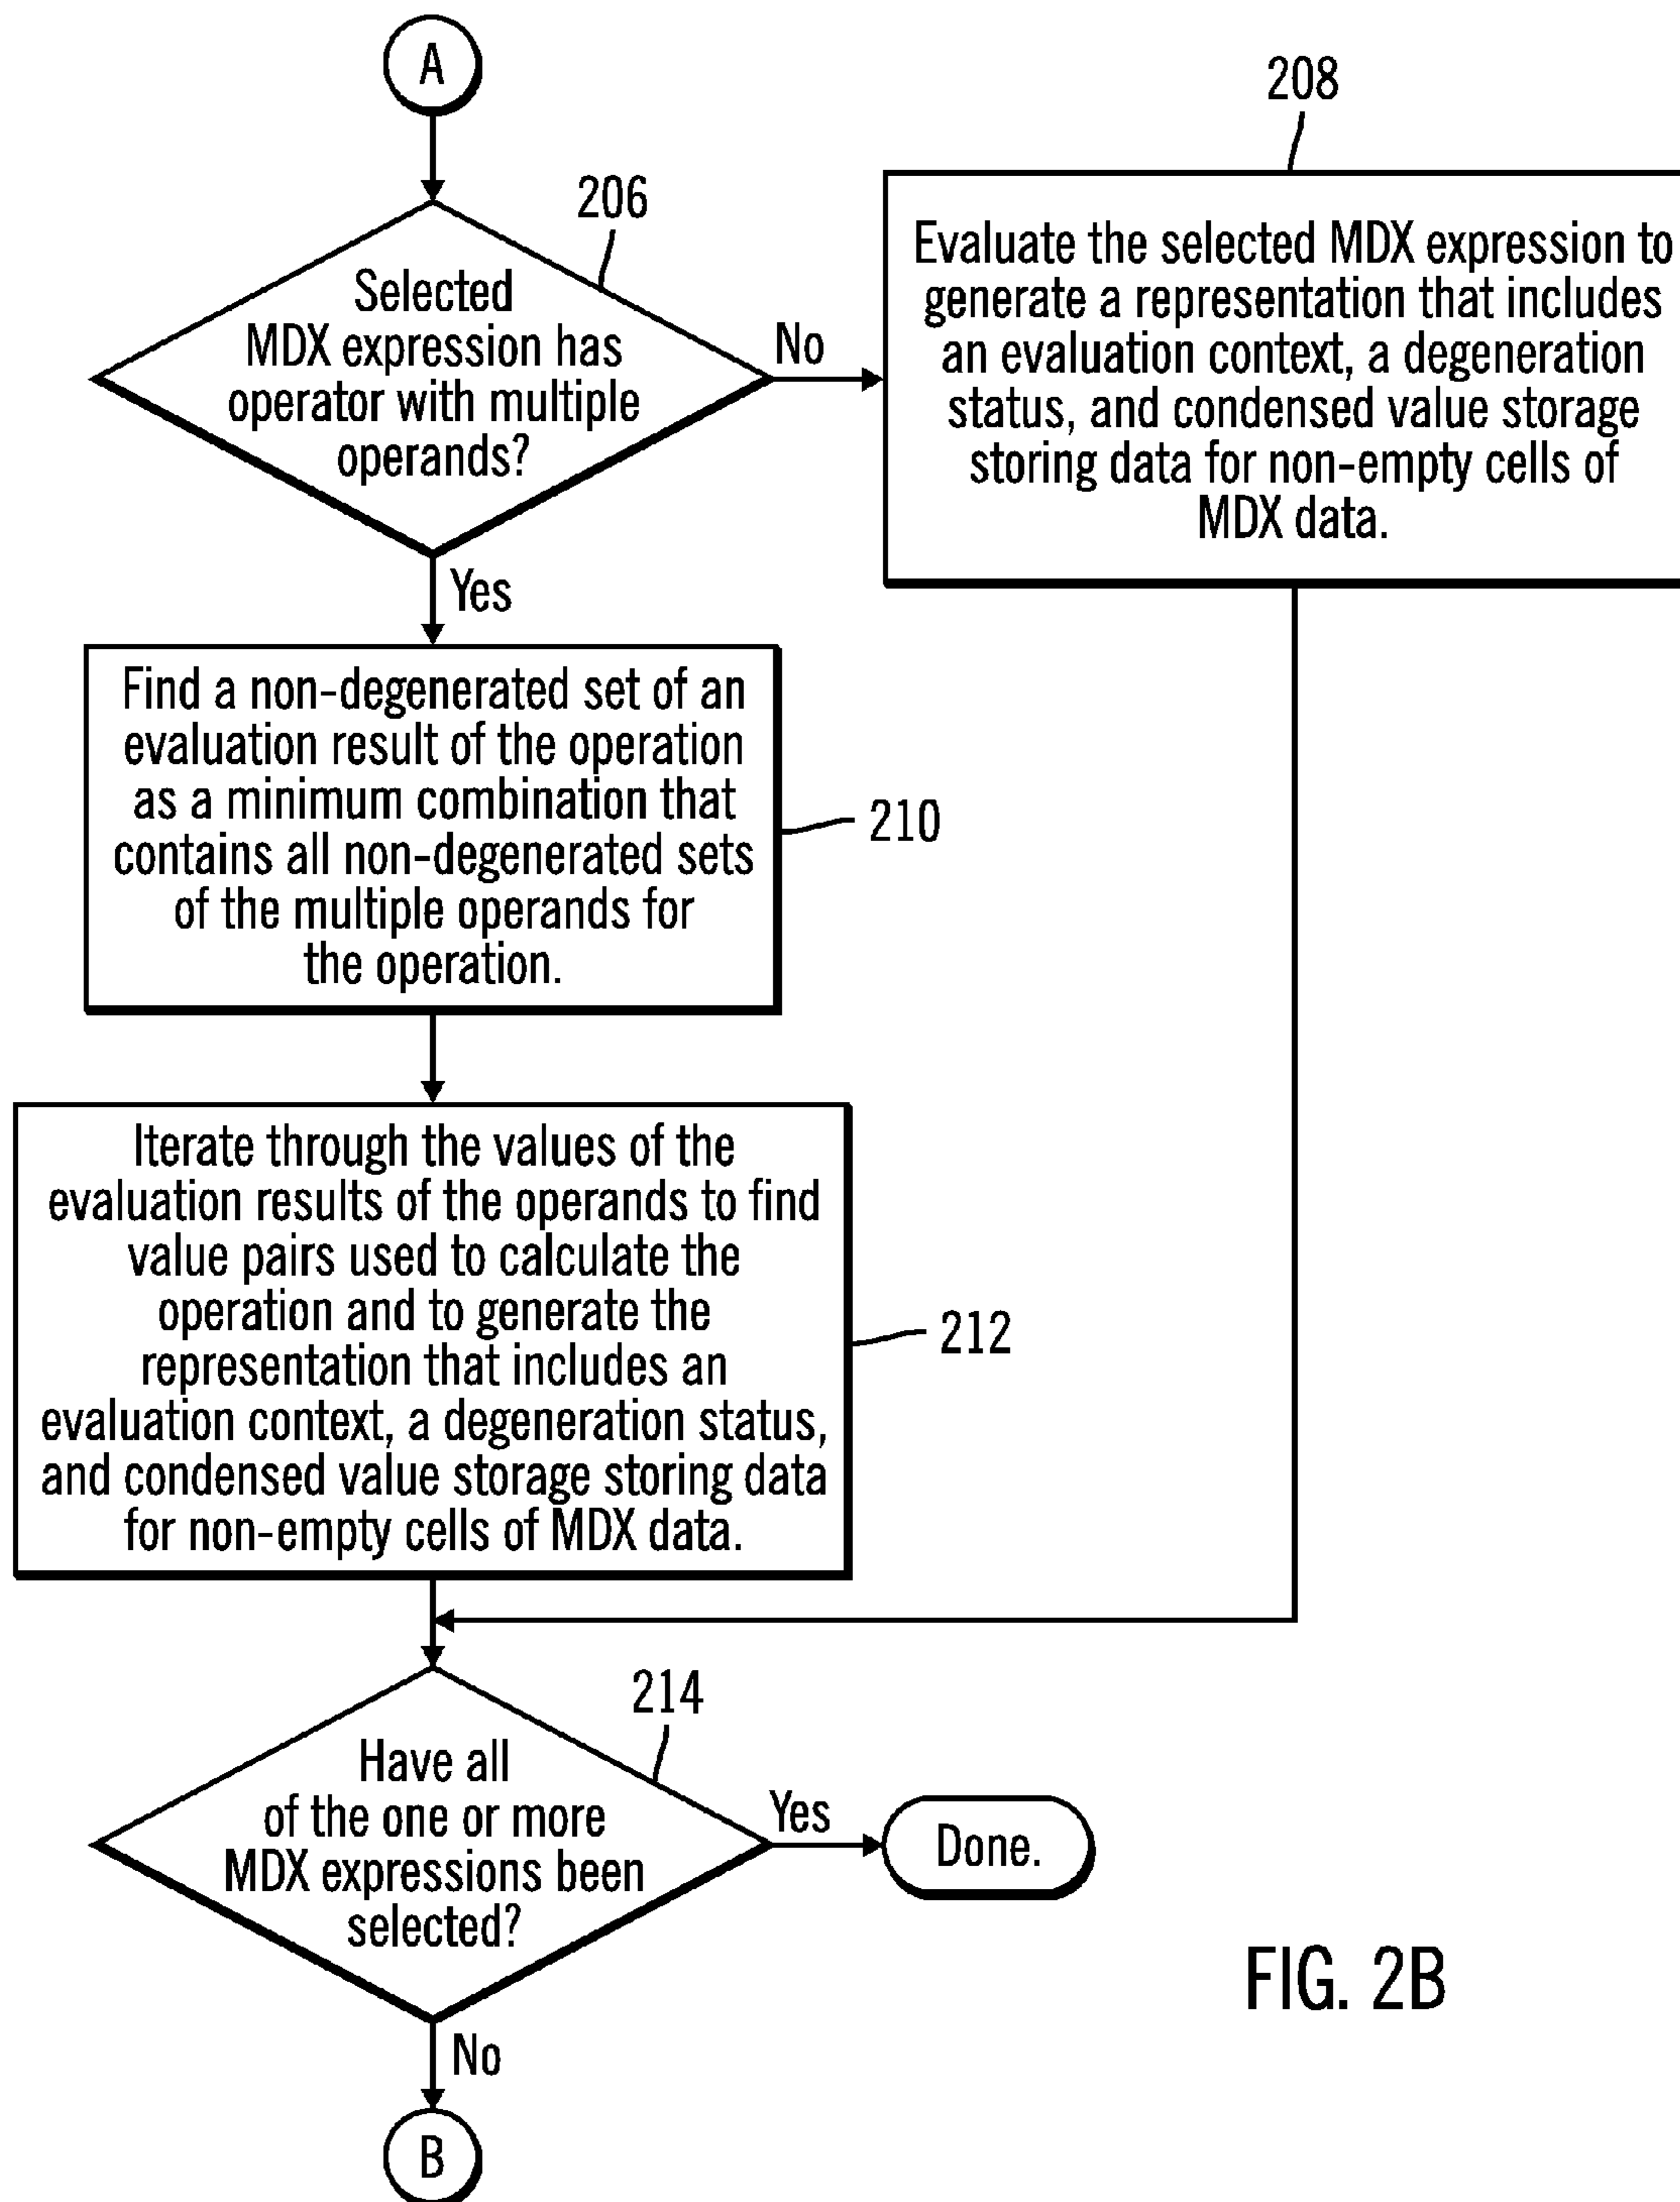 A
208
206
Selected
MDX expression has
operator with multiple
operands?
No
Evaluate the selected MDX expression to
generate a representation that includes
an evaluation context, a degeneration
status, and condensed value storage
storing data for non-empty cells of
MDX data.
Yes
Find a non-degenerated set of an
evaluation result of the operation
as a minimum combination that
contains all non-degenerated sets
of the multiple operands for
the operation.
210
Iterate through the values of the
evaluation results of the operands to find
value pairs used to calculate the
operation and to generate the
representation that includes an
evaluation context, a degeneration status,
and condensed value storage storing data
for non-empty cells of MDX data.
212
214
Have all
of the one or more
MDX expressions been
selected?
Yes
Done.
No
B
FIG. 2B